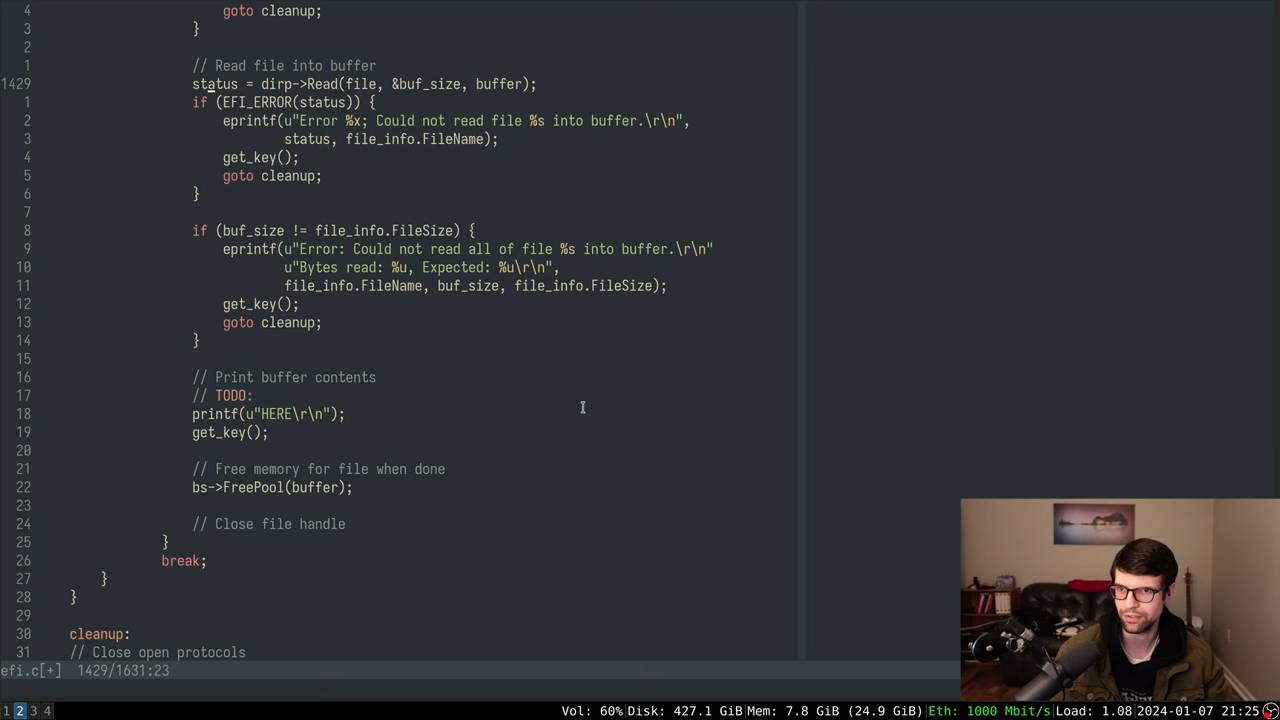 4                         goto cleanup;
3                     }
2
1                     // Read file into buffer
1429                     status = dirp->Read(file, &buf_size, buffer);
1                     if (EFI_ERROR(status)) {
2                         eprintf(u"Error %x; Could not read file %s into buffer.\r\n",
3                                 status, file_info.FileName);
4                         get_key();
5                         goto cleanup;
6                     }
7
8                     if (buf_size != file_info.FileSize) {
9                         eprintf(u"Error: Could not read all of file %s into buffer.\r\n"
10                                 u"Bytes read: %u, Expected: %u\r\n",
11                                 file_info.FileName, buf_size, file_info.FileSize);
12                         get_key();
13                         goto cleanup;
14                     }
15
16                     // Print buffer contents
17                     // TODO:
18                     printf(u"HERE\r\n");
19                     get_key();
20
21                     // Free memory for file when done
22                     bs->FreePool(buffer);
23
24                     // Close file handle
25                 }
26                 break;
27         }
28     }
29
30     cleanup:
31     // Close open protocols
efi.c[+]  1429/1631:23
1 2 3 4 Vol: 60%|Disk: 427.1 GiB|Mem: 7.8 GiB (24.9 GiB)|Eth: 1000 Mbit/s|Load: 1.08|2024-01-07 21:25